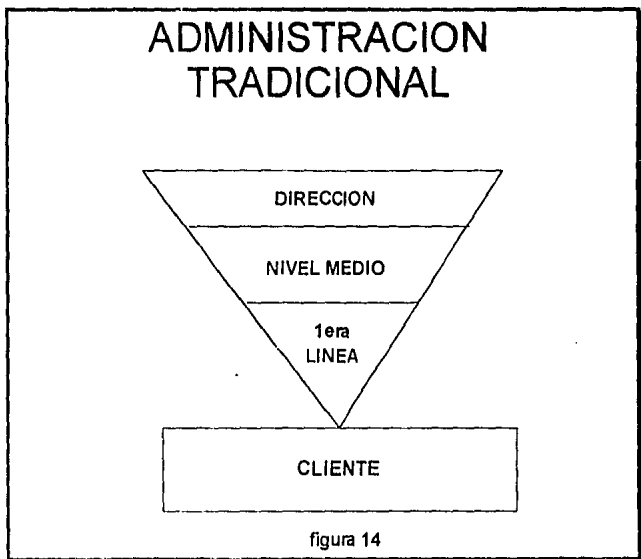 ADMINISTRACION
TRADICIONAL
DIRECCION
NIVEL MEDIO
1era
LINEA
CLIENTE
figura 14